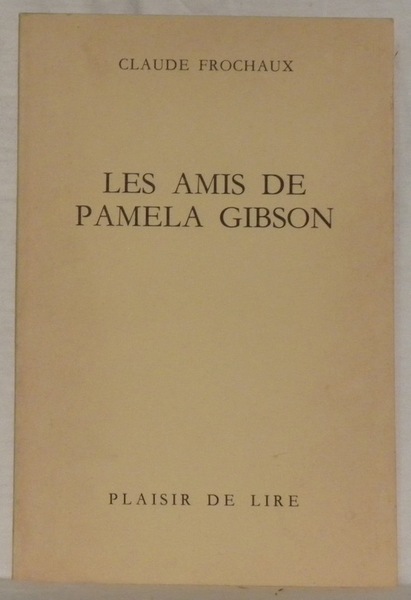 CLAUDE FROCHAUX
LES AMIS DE
PAMELA GIBSON
PLAISIR DE LIRE